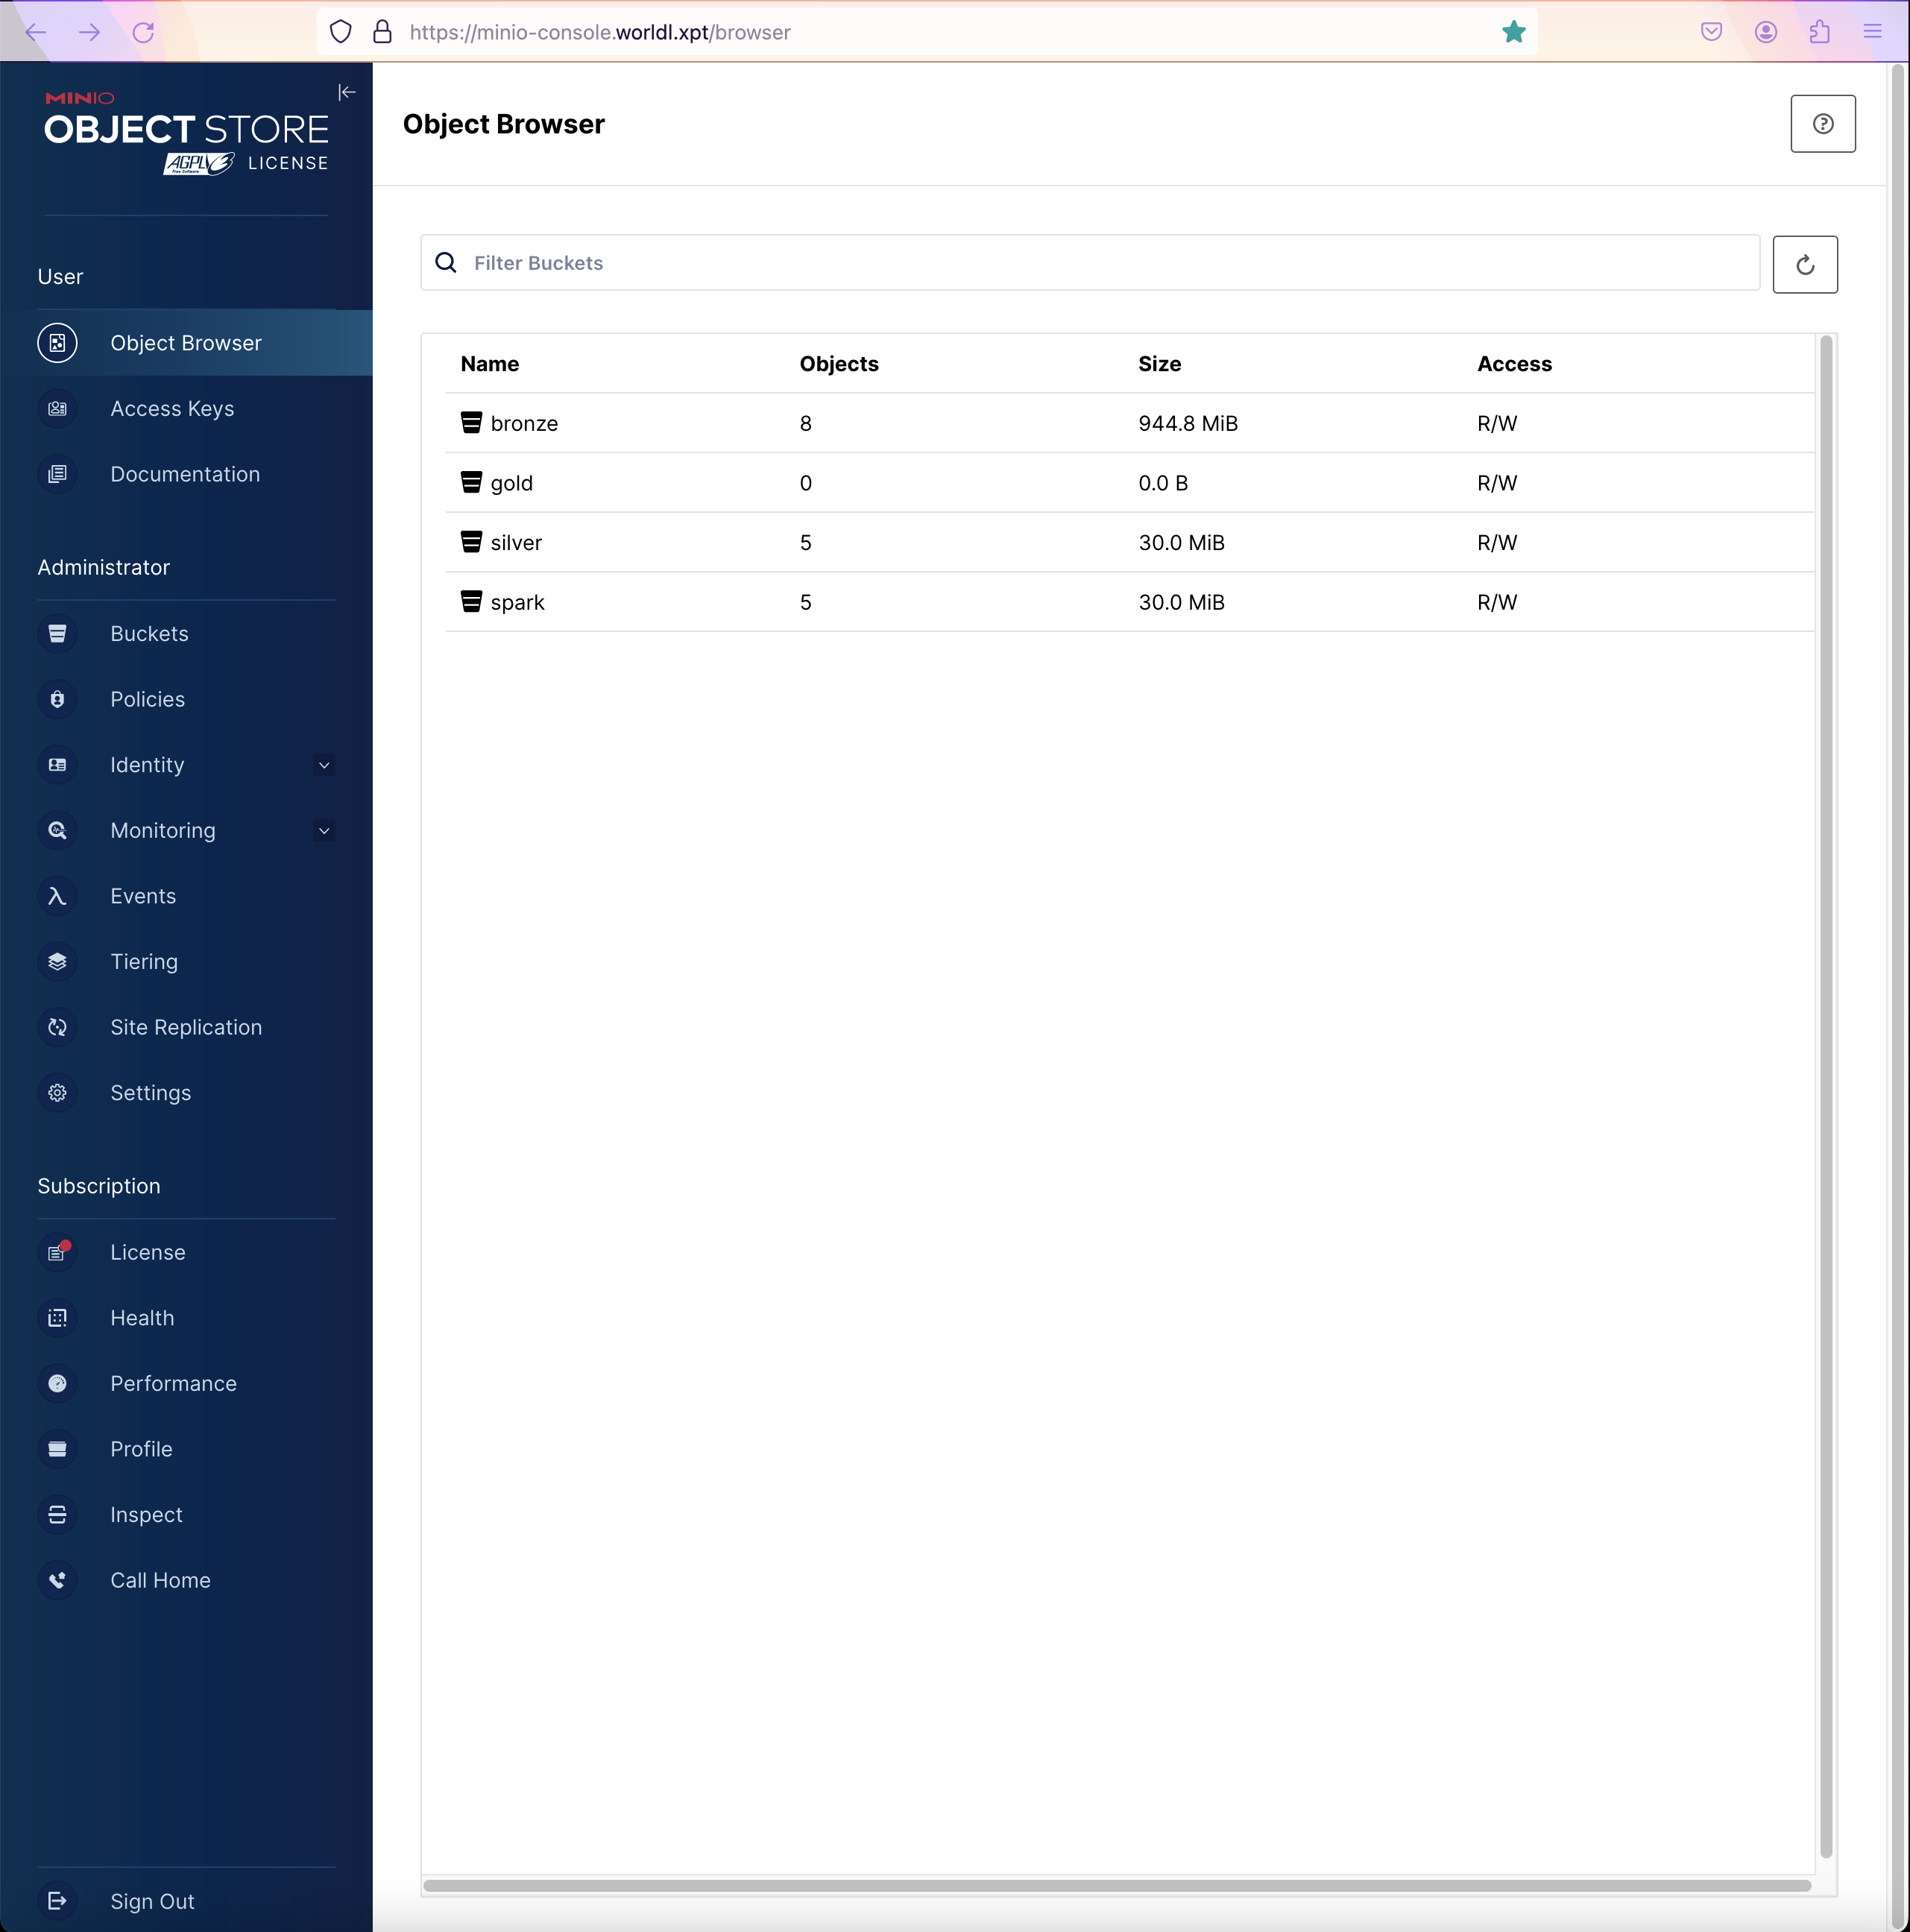 https://minio-console.worldl.xpt/browser
MINIO
OBJECT STORE
AGPLv3 LICENSE
Free Software
User
Object Browser
Access Keys
Documentation
Administrator
Buckets
Policies
Identity
Monitoring
Events
Tiering
Site Replication
Settings
Subscription
License
Health
Performance
Profile
Inspect
Call Home
Sign Out
Object Browser
Filter Buckets
Name Objects Size Access
bronze 8 944.8 MiB R/W
gold 0 0.0 B R/W
silver 5 30.0 MiB R/W
spark 5 30.0 MiB R/W